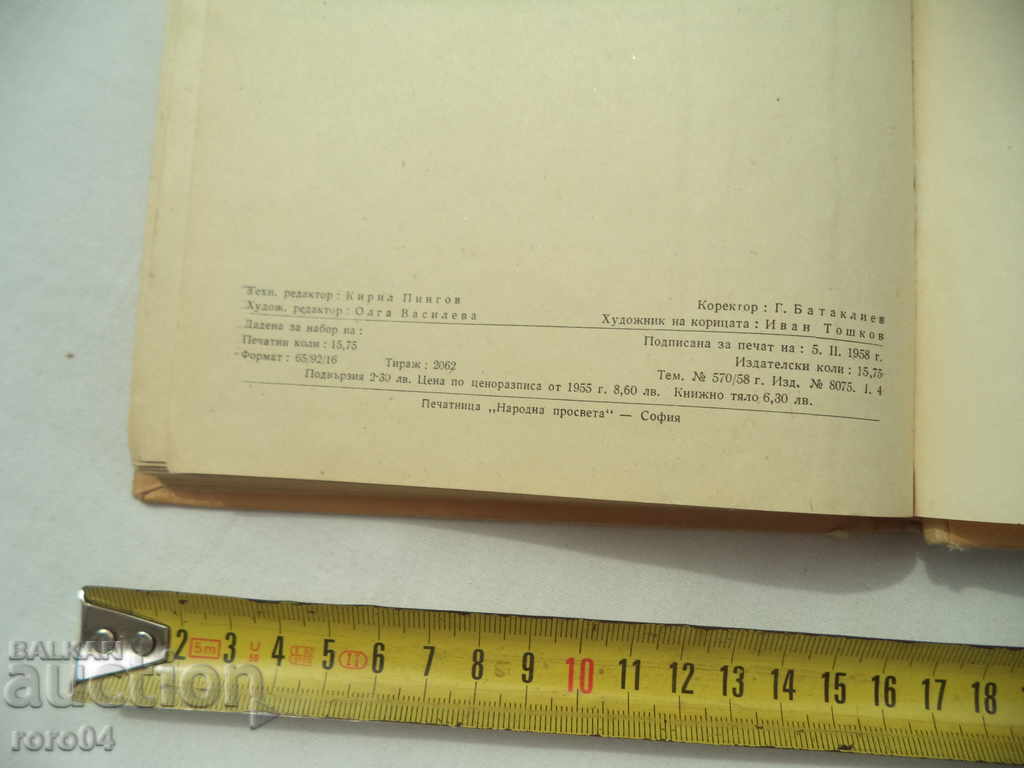 Техн. редактор: Кирил Пингов
Коректор: Г. Батаклиев
Худож. редактор: Олга Василева
Художник на корицата: Иван Тошков
Дадена за набор на:
Подписана за печат на: 5. II. 1958 г.
Печатни коли: 15,75
Издателски коли: 15,75
Формат: 65/92/16 Тираж: 2062
Тем. № 570/58 г. Изд. № 8075. I. 4
Подвързия 2·30 лв. Цена по ценоразписа от 1955 г. 8,60 лв. Книжно тяло 6,30 лв.
Печатница „Народна просвета“ — София
2 5m 3 4 5 II 6 7 8 9 10 11 12 13 14 15 16 17 18
BALKAN
auction
roro04